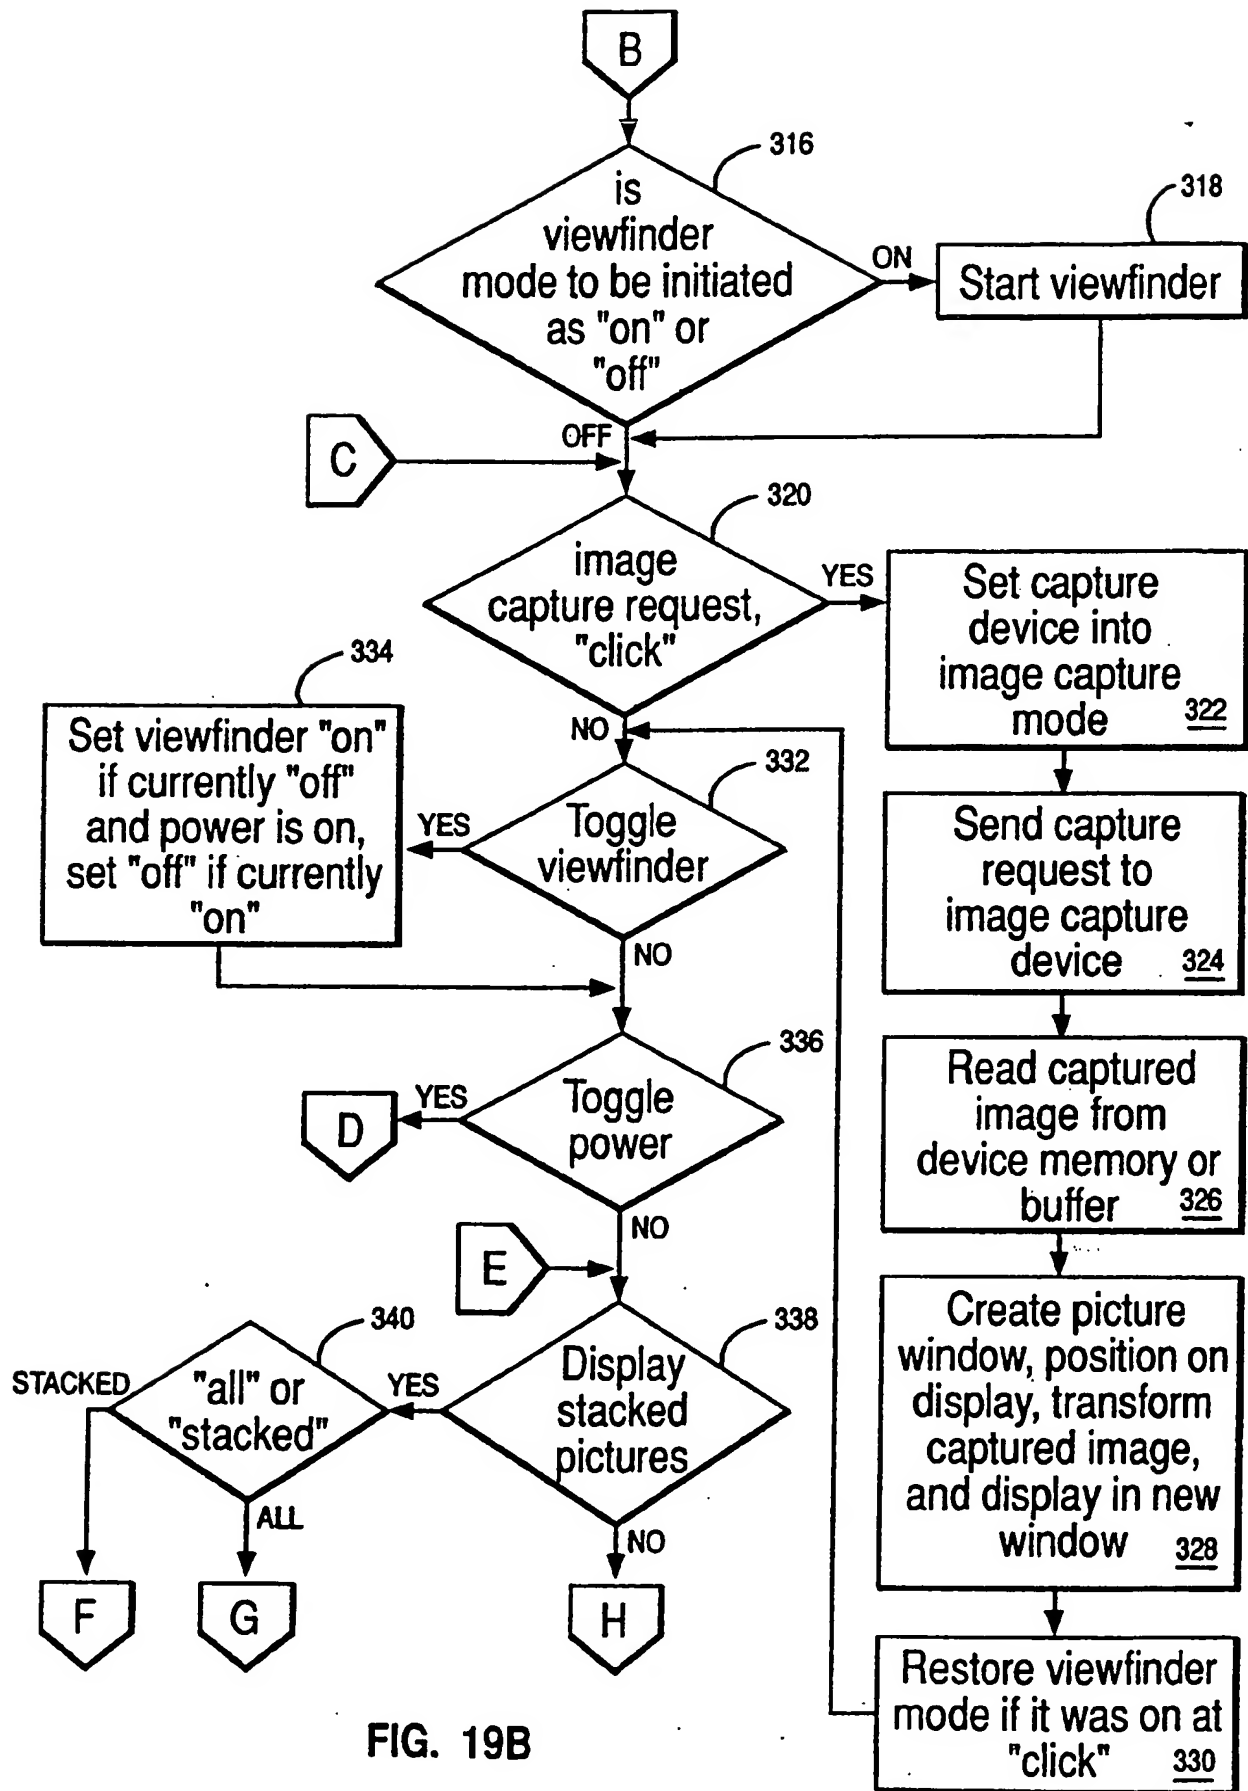 B
316
is
viewfinder
mode to be initiated
as "on" or
"off"
ON
318
Start viewfinder
OFF
C
320
image
capture request,
"click"
YES
Set capture
device into
image capture
mode 322
NO
334
Set viewfinder "on"
if currently "off"
and power is on,
set "off" if currently
"on"
YES
332
Toggle
viewfinder
NO
Send capture
request to
image capture
device 324
336
Toggle
power
YES
D
NO
Read captured
image from
device memory or
buffer 326
E
338
Display
stacked
pictures
YES
340
"all" or
"stacked"
STACKED
ALL
NO
F
G
H
Create picture
window, position on
display, transform
captured image,
and display in new
window 328
Restore viewfinder
mode if it was on at
"click" 330
FIG. 19B